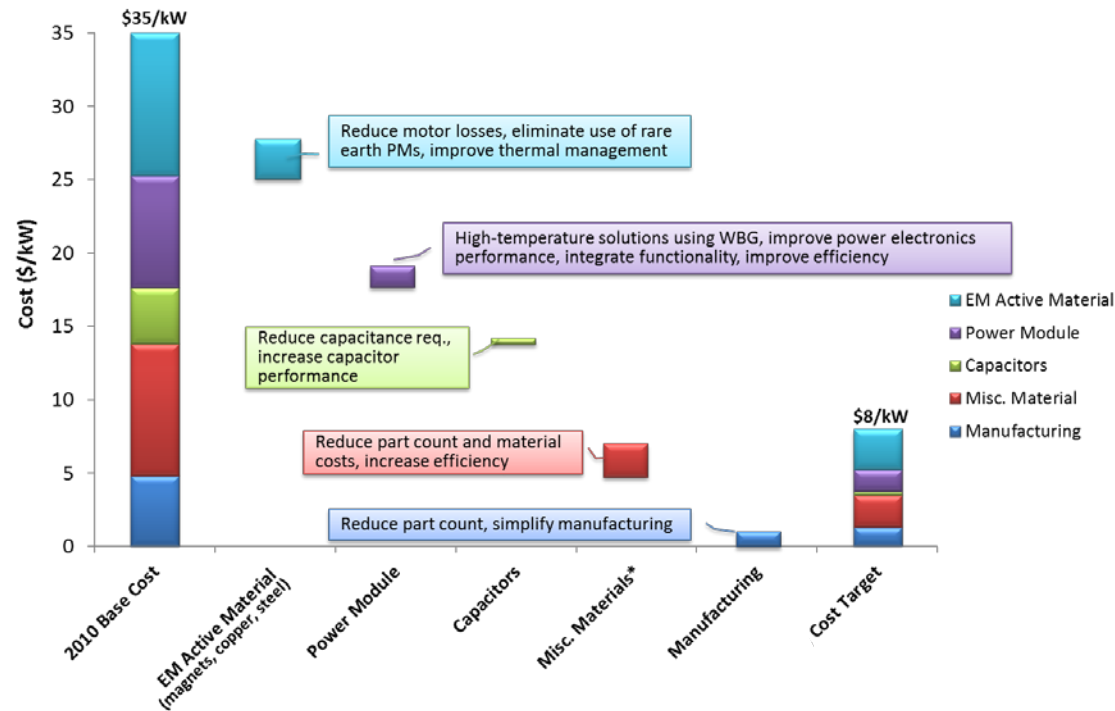 $35/kW
35
30
25
20
15
10
5
0
Cost ($/kW)
Reduce motor losses, eliminate use of rare
earth PMs, improve thermal management
High-temperature solutions using WBG, improve power electronics
performance, integrate functionality, improve efficiency
Reduce capacitance req.,
increase capacitor
performance
Reduce part count and material
costs, increase efficiency
Reduce part count, simplify manufacturing
$8/kW
EM Active Material
Power Module
Capacitors
Misc. Material
Manufacturing
2010 Base Cost
EM Active Material
(magnets, copper, steel)
Power Module
Capacitors
Misc. Materials*
Manufacturing
Cost Target